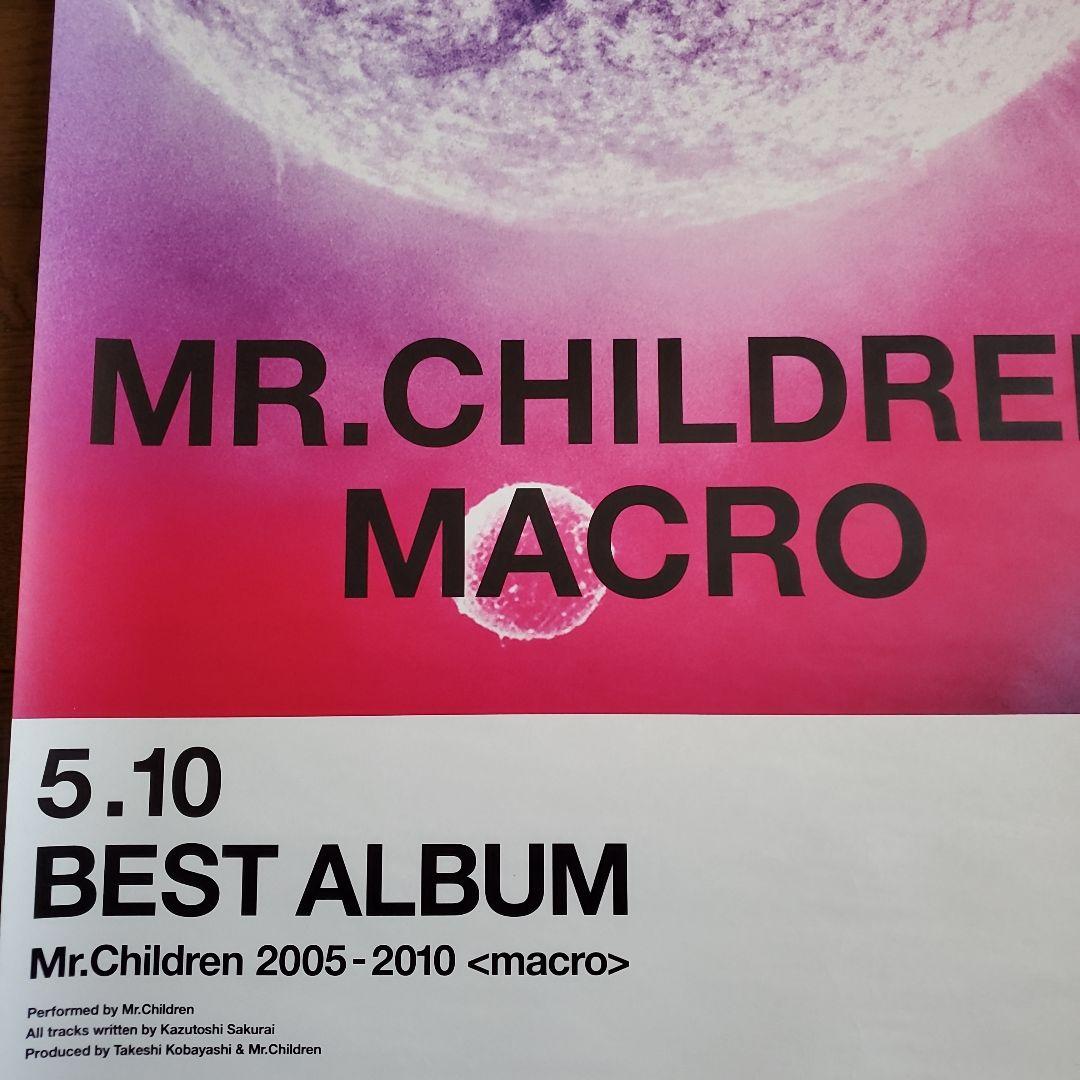 MR.CHILDRE
MACRO
5.10
BEST ALBUM
Mr.Children 2005-2010 <macro>
Performed by Mr.Children
All tracks written by Kazutoshi Sakurai
Produced by Takeshi Kobayashi & Mr.Children